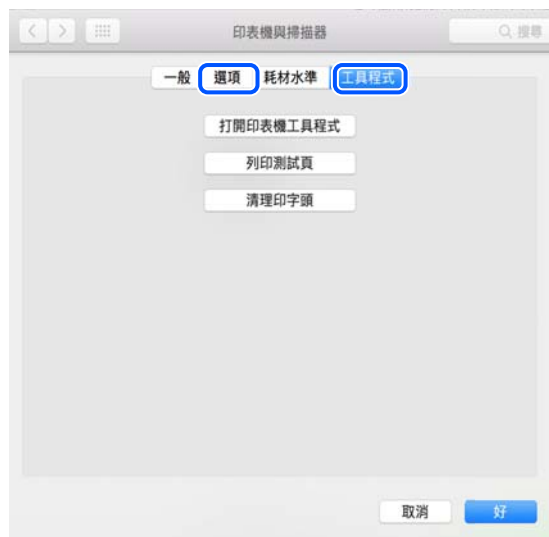 印表機與掃描器 搜尋
一般 選項 耗材水準 工具程式
打開印表機工具程式
列印測試頁
清理印字頭
取消 好